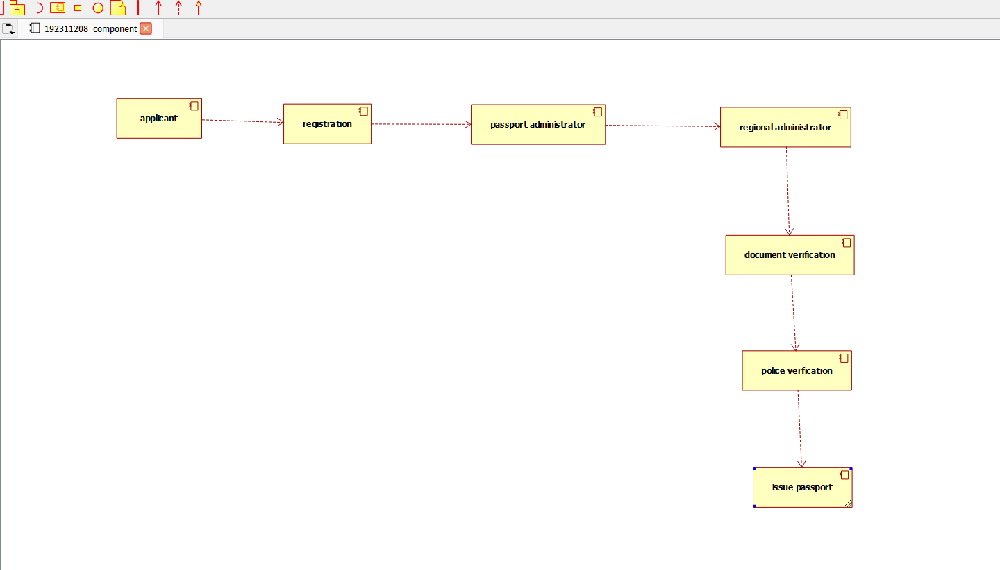 192311208_component
applicant
registration
passport administrator
regional administrator
document verification
police verfication
issue passport